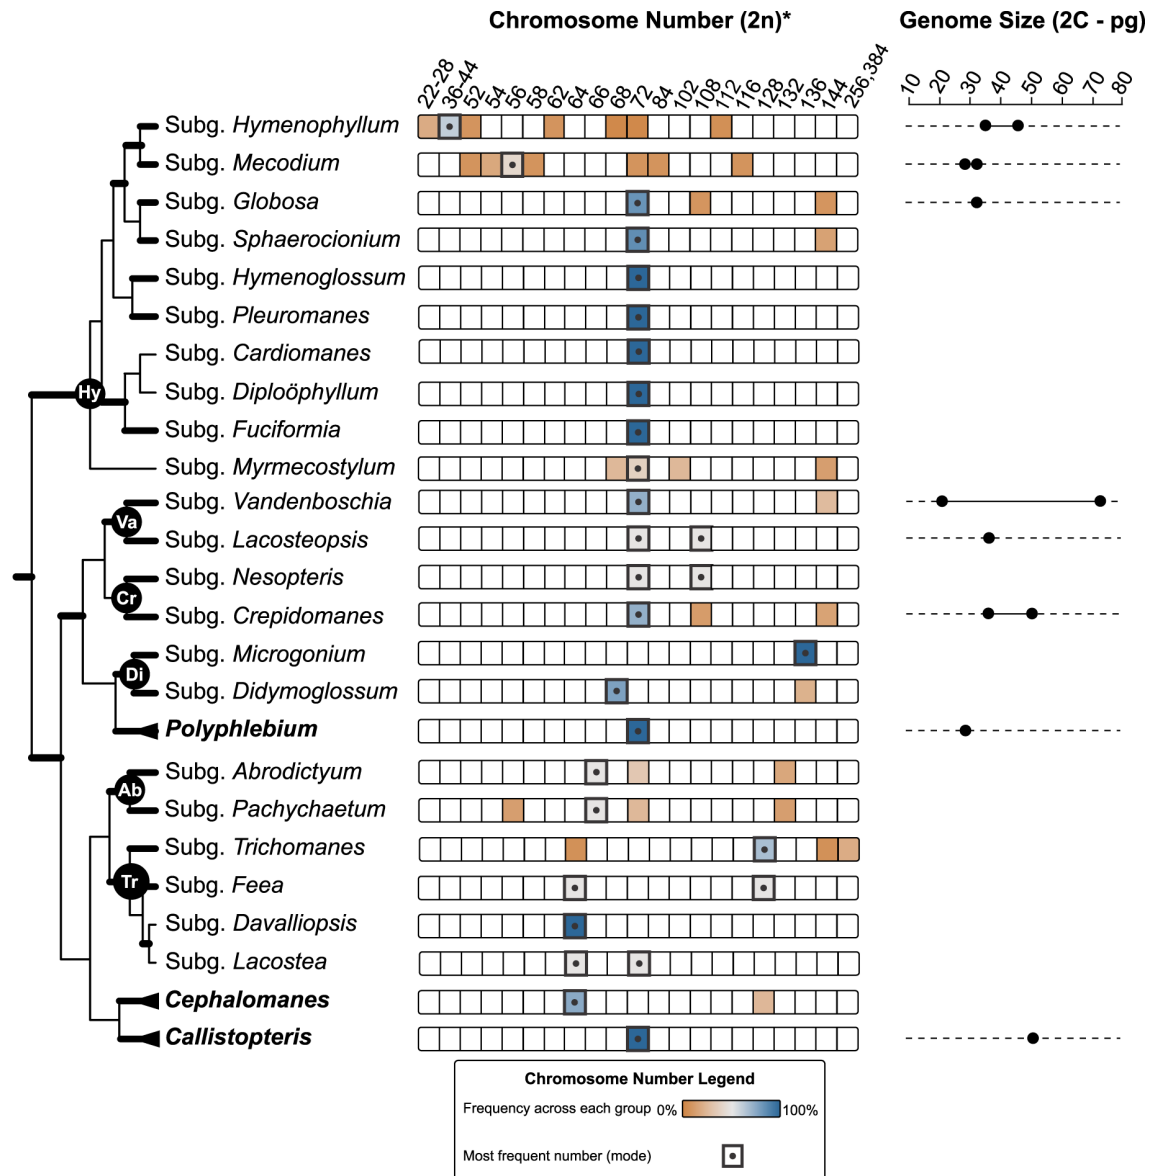 Chromosome Number (2n)* Genome Size (2C - pg)
22-28 36-44 52 54 56 58 62 64 66 68 72 84 102 108 112 116 128 132 136 144 256,384 10 20 30 40 50 60 70 80
Subg. Hymenophyllum
Subg. Mecodium
Subg. Globosa
Subg. Sphaerocionium
Subg. Hymenoglossum
Subg. Pleuromanes
Subg. Cardiomanes
Hy Subg. Diploöphyllum
Subg. Fuciformia
Subg. Myrmecostylum
Subg. Vandenboschia
Va
Subg. Lacosteopsis
Subg. Nesopteris
Cr
Subg. Crepidomanes
Subg. Microgonium
Di
Subg. Didymoglossum
Polyphlebium
Subg. Abrodictyum
Ab
Subg. Pachychaetum
Subg. Trichomanes
Tr Subg. Feea
Subg. Davalliopsis
Subg. Lacostea
Cephalomanes
Callistopteris
Chromosome Number Legend
Frequency across each group 0% 100%
Most frequent number (mode)